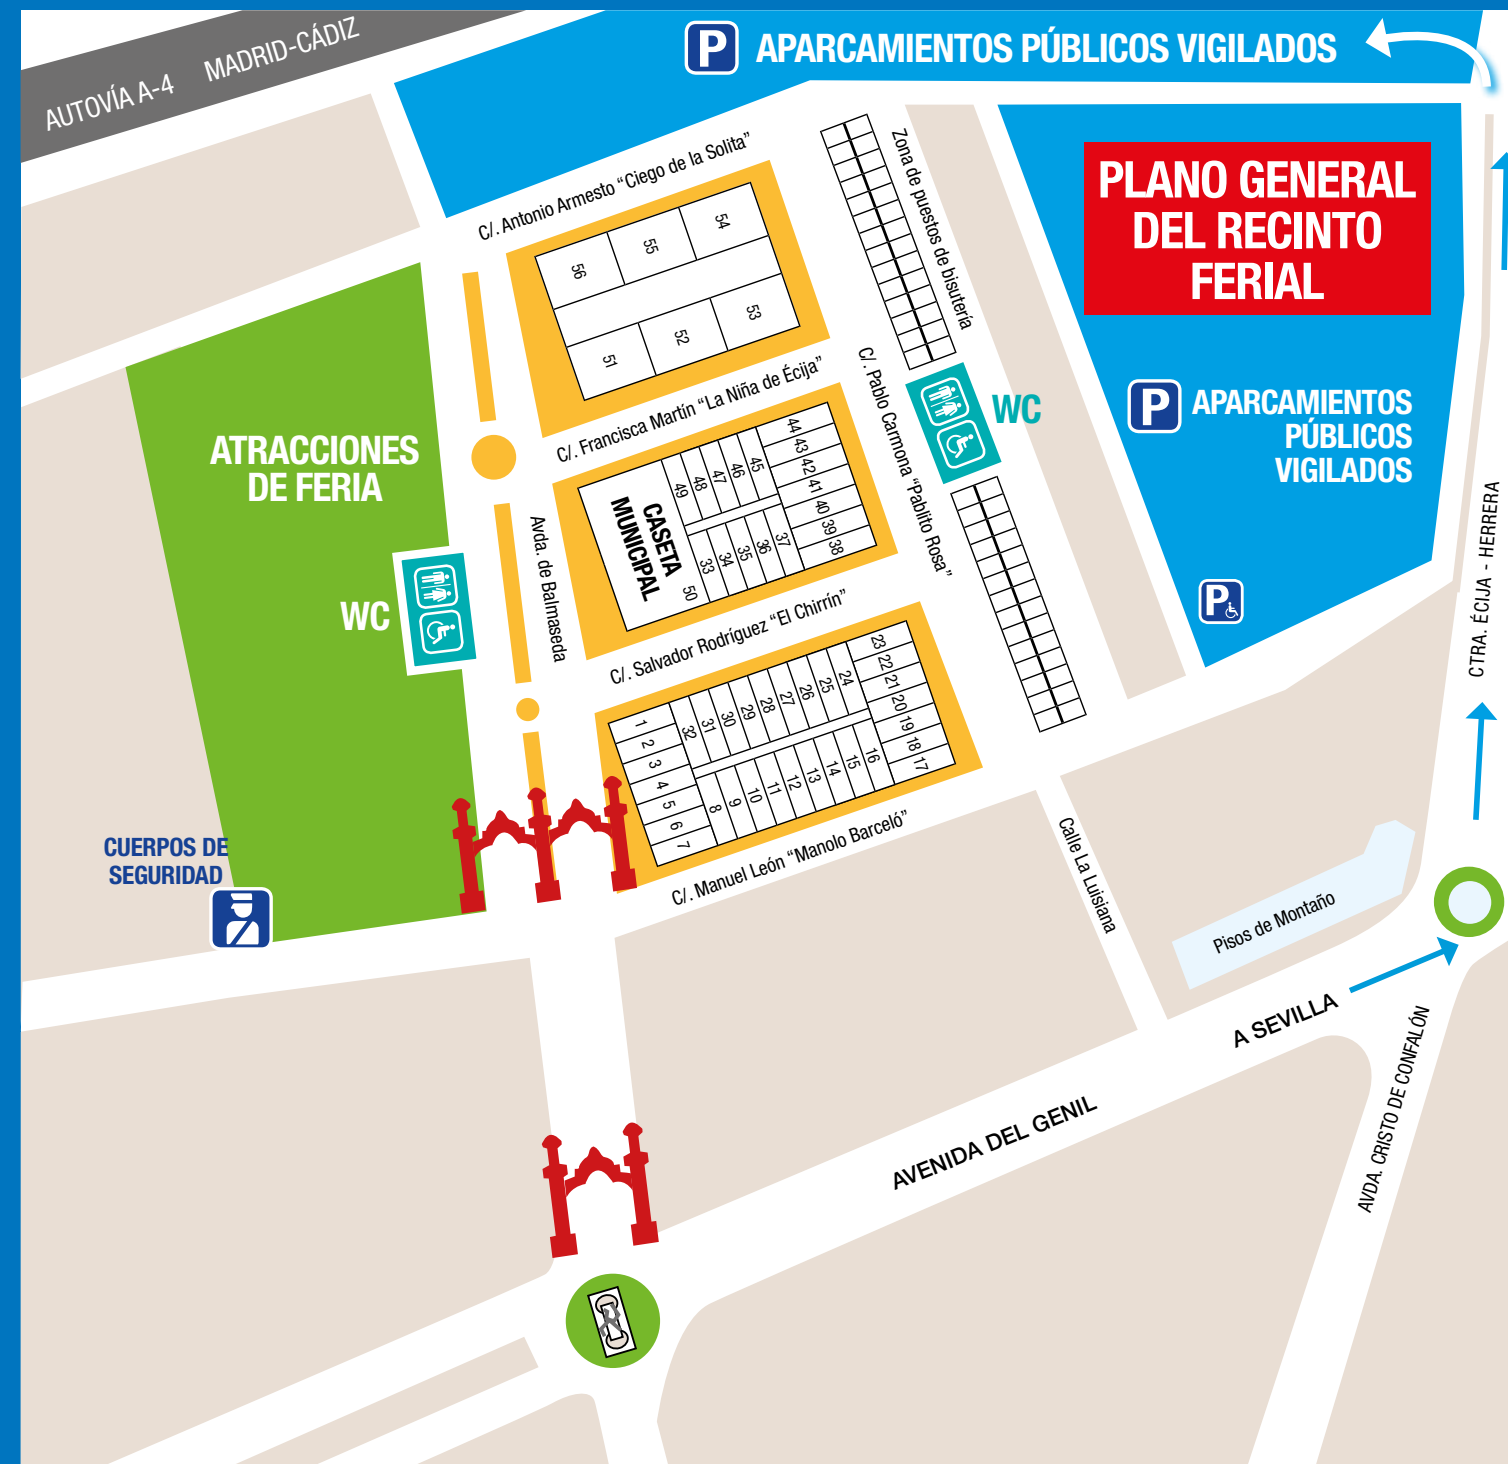 AUTOVÍA A-4 MADRID-CÁDIZ
P APARCAMIENTOS PÚBLICOS VIGILADOS
PLANO GENERAL
DEL RECINTO
FERIAL
C/. Antonio Armesto “Ciego de la Solita”
Zona de puestos de bisutería
56
55
54
51
52
53
C/. Francisca Martín “La Niña de Écija”
C/. Pablo Carmona “Pablito Rosa”
WC
P APARCAMIENTOS
PÚBLICOS
VIGILADOS
ATRACCIONES
DE FERIA
CASETA
MUNICIPAL
50
49
48
47
46
45
44
43
42
41
40
39
38
33
34
35
36
37
Avda. de Balmaseda
WC
P
C/. Salvador Rodríguez “El Chirrín”
CTRA. ÉCIJA - HERRERA
1
2
3
4
5
6
7
32
31
30
29
28
27
26
25
24
23
22
21
20
19
18
17
8
9
10
11
12
13
14
15
16
CUERPOS DE
SEGURIDAD
C/. Manuel León “Manolo Barceló”
Calle La Luisiana
Pisos de Montaño
A SEVILLA
AVENIDA DEL GENIL
AVDA. CRISTO DE CONFALÓN